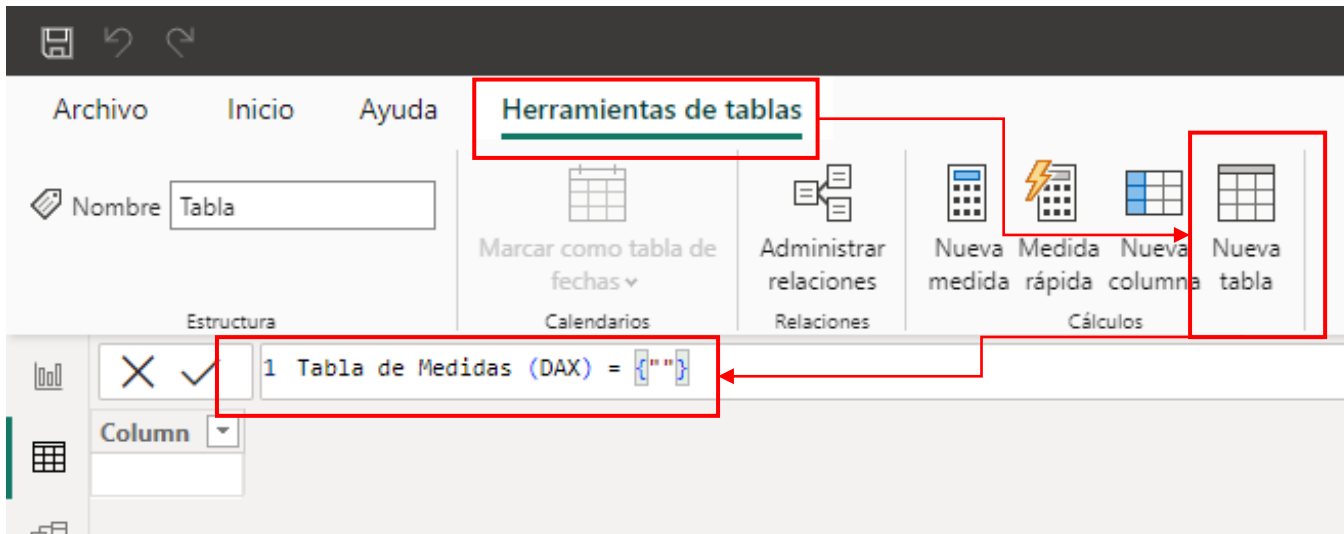 Archivo Inicio Ayuda Herramientas de tablas
Nombre Tabla
Marcar como tabla de
fechas
Administrar
relaciones
Nueva
medida
Medida
rápida
Nueva
columna
Nueva
tabla
Estructura Calendarios Relaciones Cálculos
1 Tabla de Medidas (DAX) = {""}
Column